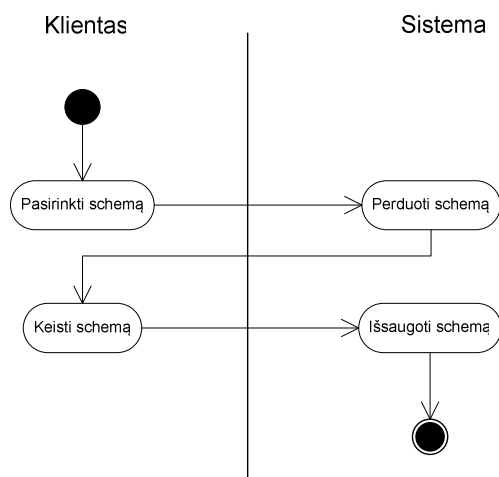 Klientas
Sistema
Pasirinkti schemą
Perduoti schemą
Keisti schemą
Išsaugoti schemą